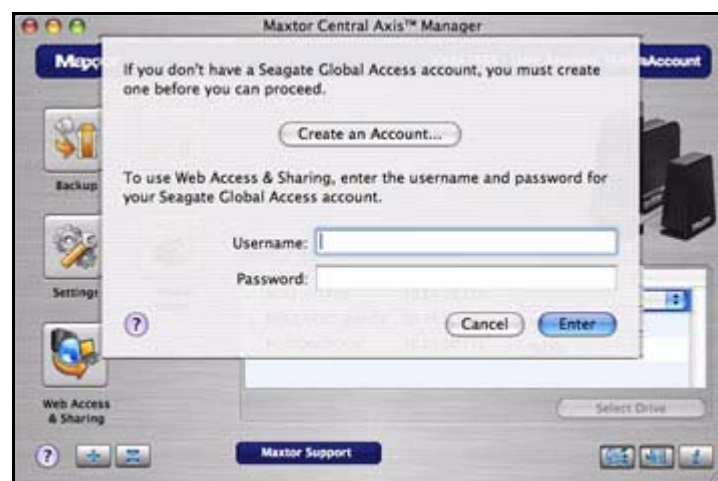 Maxtor Central Axis™ Manager
If you don't have a Seagate Global Access account, you must create
one before you can proceed.
Create an Account...
To use Web Access & Sharing, enter the username and password for
your Seagate Global Access account.
Username:
Password:
?
Cancel
Enter
Backup
Settings
Web Access
& Sharing
Select Drive
?
Maxtor Support